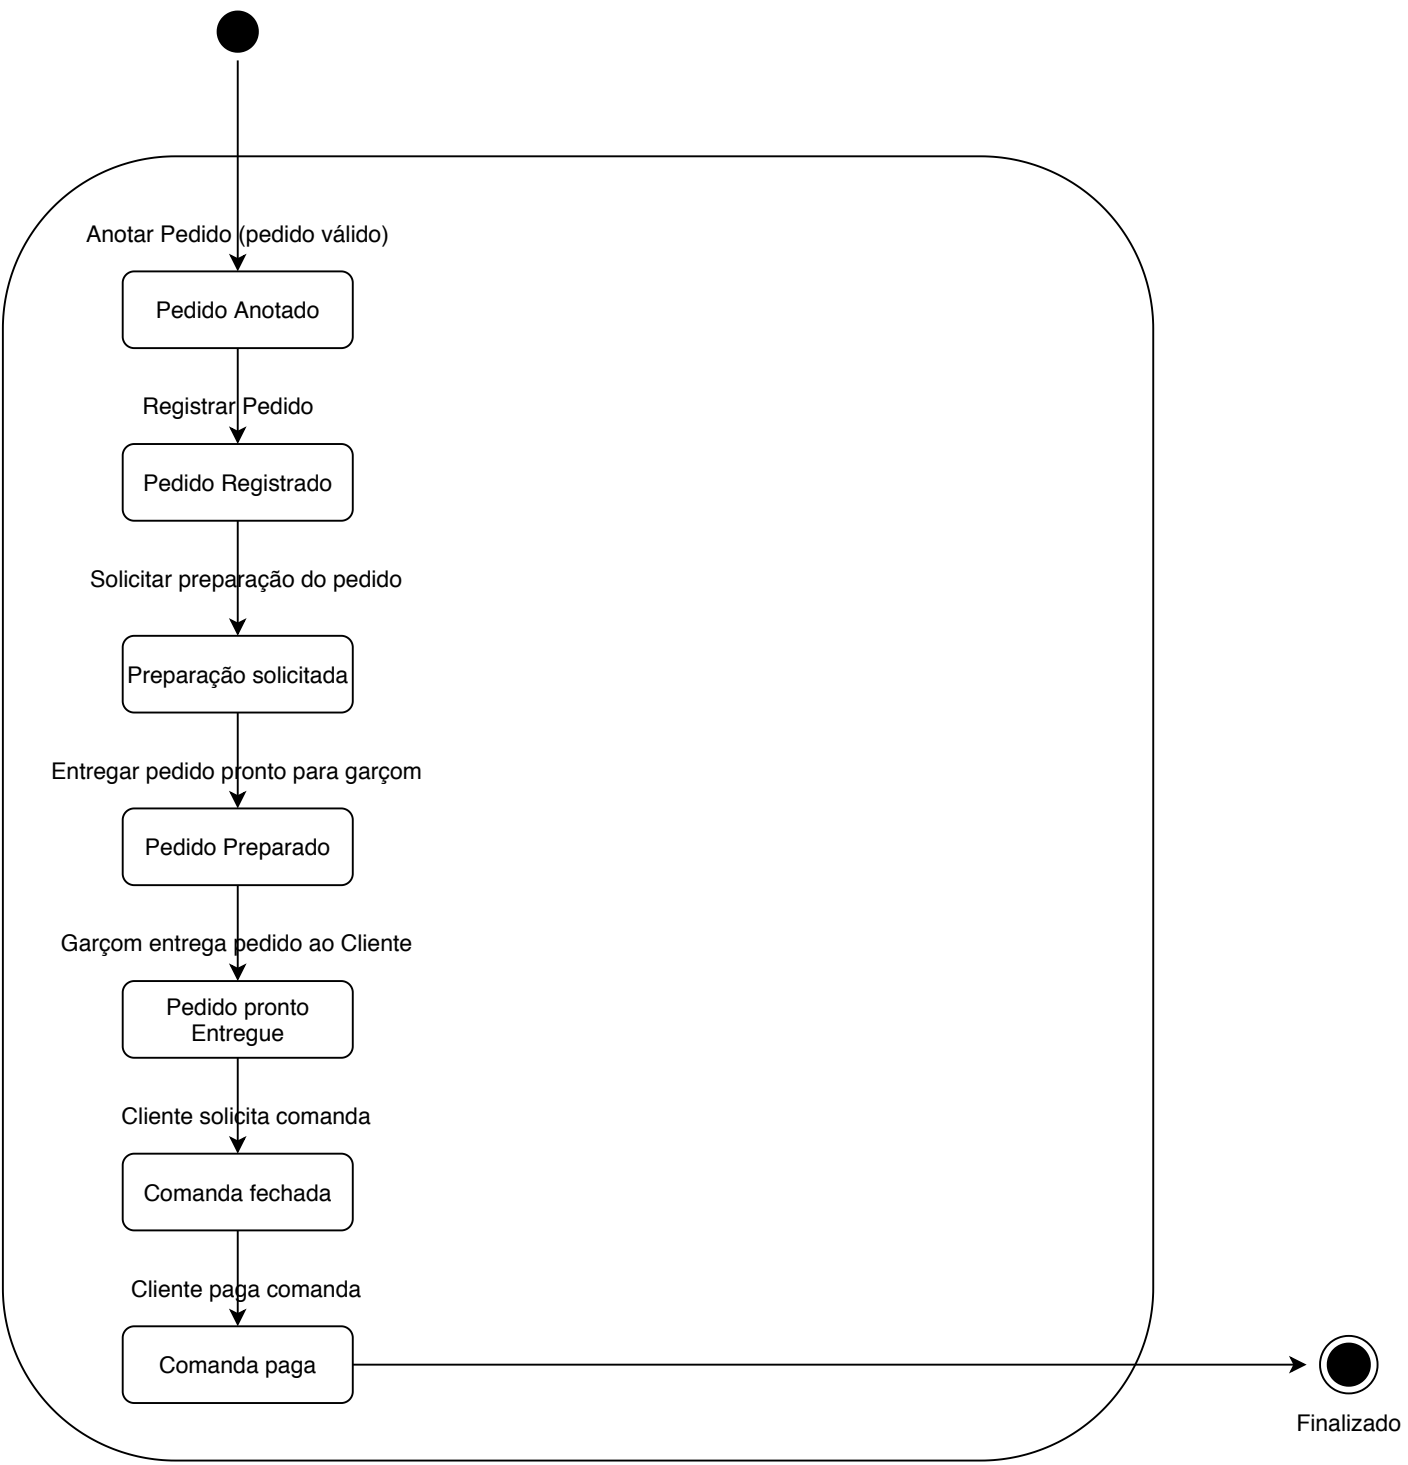 Anotar Pedido (pedido válido)
Pedido Anotado
Registrar Pedido
Pedido Registrado
Solicitar preparação do pedido
Preparação solicitada
Entregar pedido pronto para garçom
Pedido Preparado
Garçom entrega pedido ao Cliente
Pedido pronto
Entregue
Cliente solicita comanda
Comanda fechada
Cliente paga comanda
Comanda paga
Finalizado